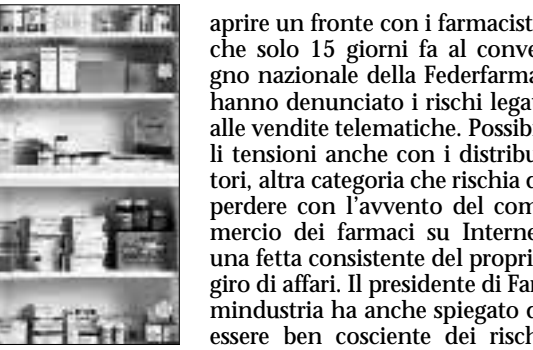 aprire un fronte con i farmacist
che solo 15 giorni fa al conve
gno nazionale della Federfarma
hanno denunciato i rischi legat
alle vendite telematiche. Possibi
li tensioni anche con i distribu
tori, altra categoria che rischia d
perdere con l'avvento del com
mercio dei farmaci su Interne
una fetta consistente del propri
giro di affari. Il presidente di Far
mindustria ha anche spiegato d
essere ben cosciente dei risch